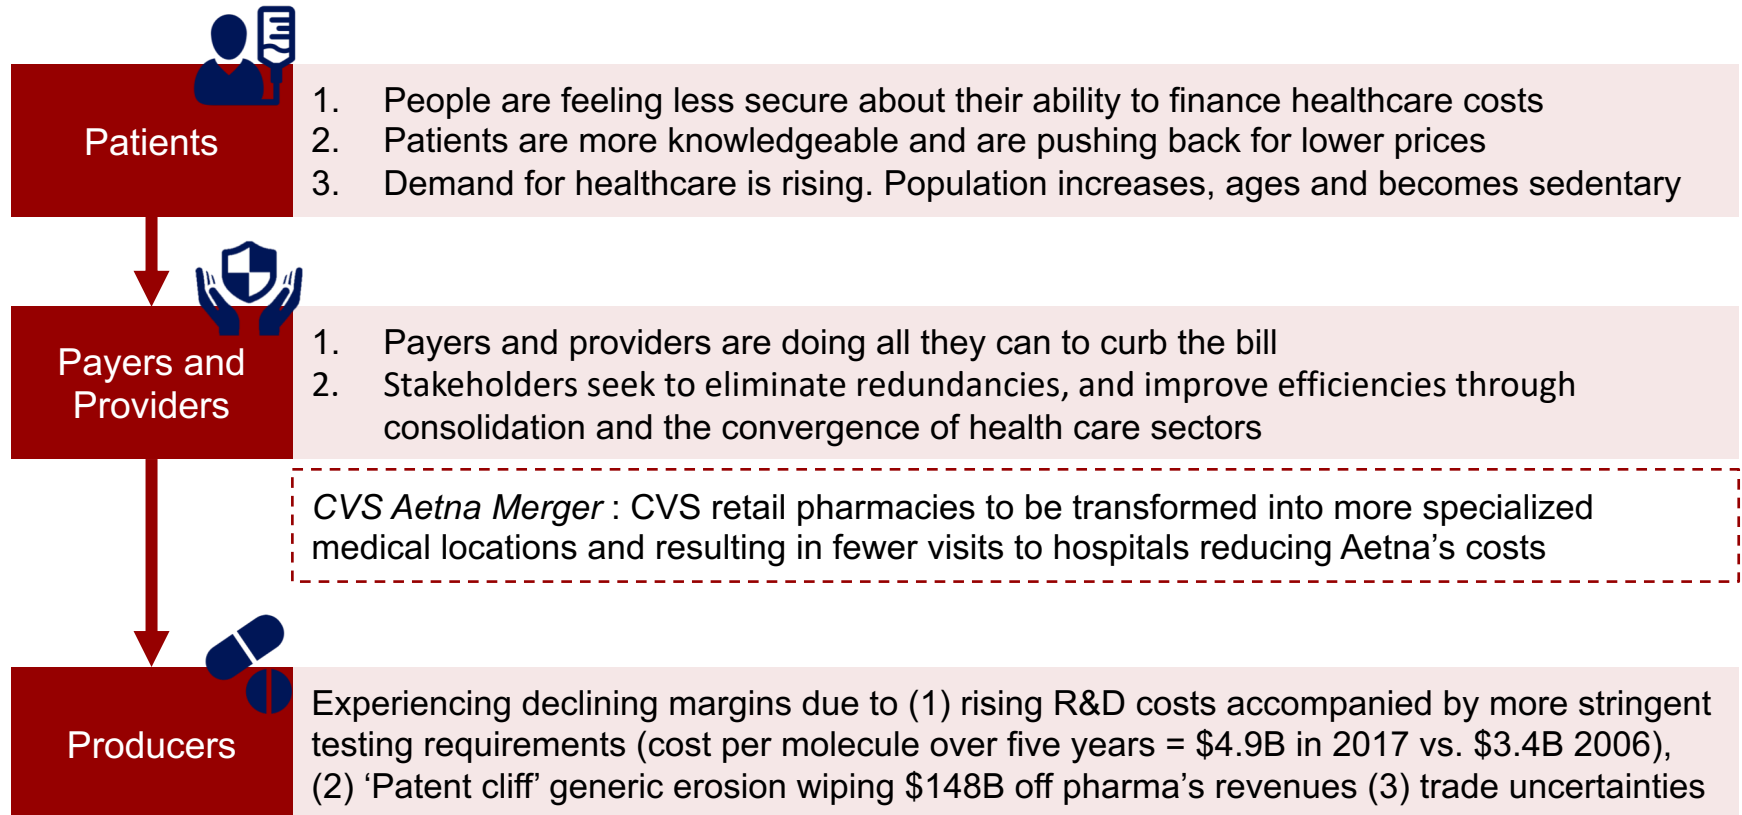 Patients
1. People are feeling less secure about their ability to finance healthcare costs
2. Patients are more knowledgeable and are pushing back for lower prices
3. Demand for healthcare is rising. Population increases, ages and becomes sedentary
Payers and
Providers
1. Payers and providers are doing all they can to curb the bill
2. Stakeholders seek to eliminate redundancies, and improve efficiencies through
consolidation and the convergence of health care sectors
CVS Aetna Merger : CVS retail pharmacies to be transformed into more specialized
medical locations and resulting in fewer visits to hospitals reducing Aetna’s costs
Producers
Experiencing declining margins due to (1) rising R&D costs accompanied by more stringent
testing requirements (cost per molecule over five years = $4.9B in 2017 vs. $3.4B 2006),
(2) ‘Patent cliff’ generic erosion wiping $148B off pharma’s revenues (3) trade uncertainties